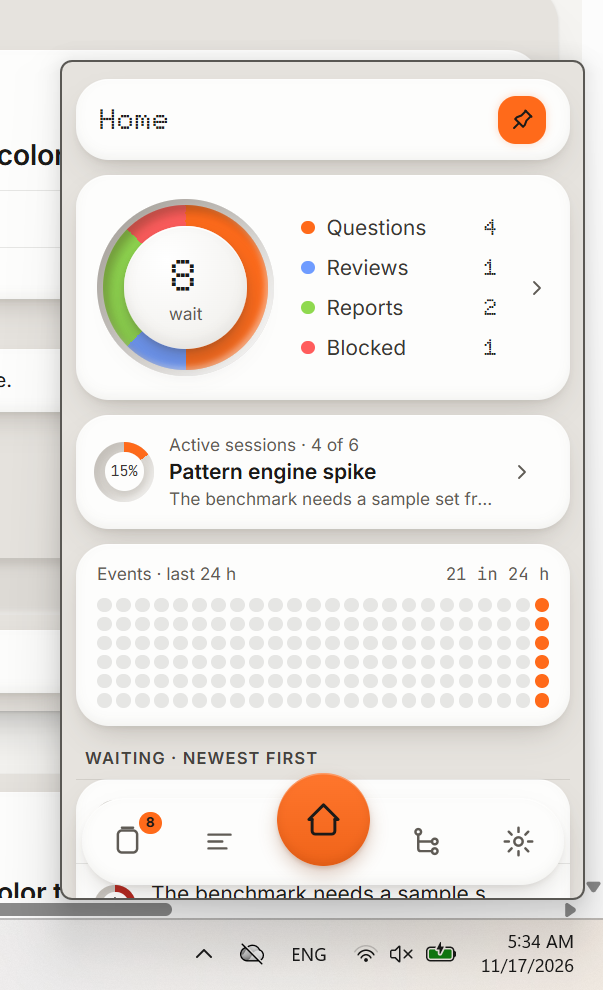 color
Home
8
wait
Questions 4
Reviews 1
Reports 2
Blocked 1
e.
15%
Active sessions · 4 of 6
Pattern engine spike
The benchmark needs a sample set fr...
Events · last 24 h
21 in 24 h
WAITING · NEWEST FIRST
8
olor t
The benchmark needs a sample s
ENG
5:34 AM
11/17/2026